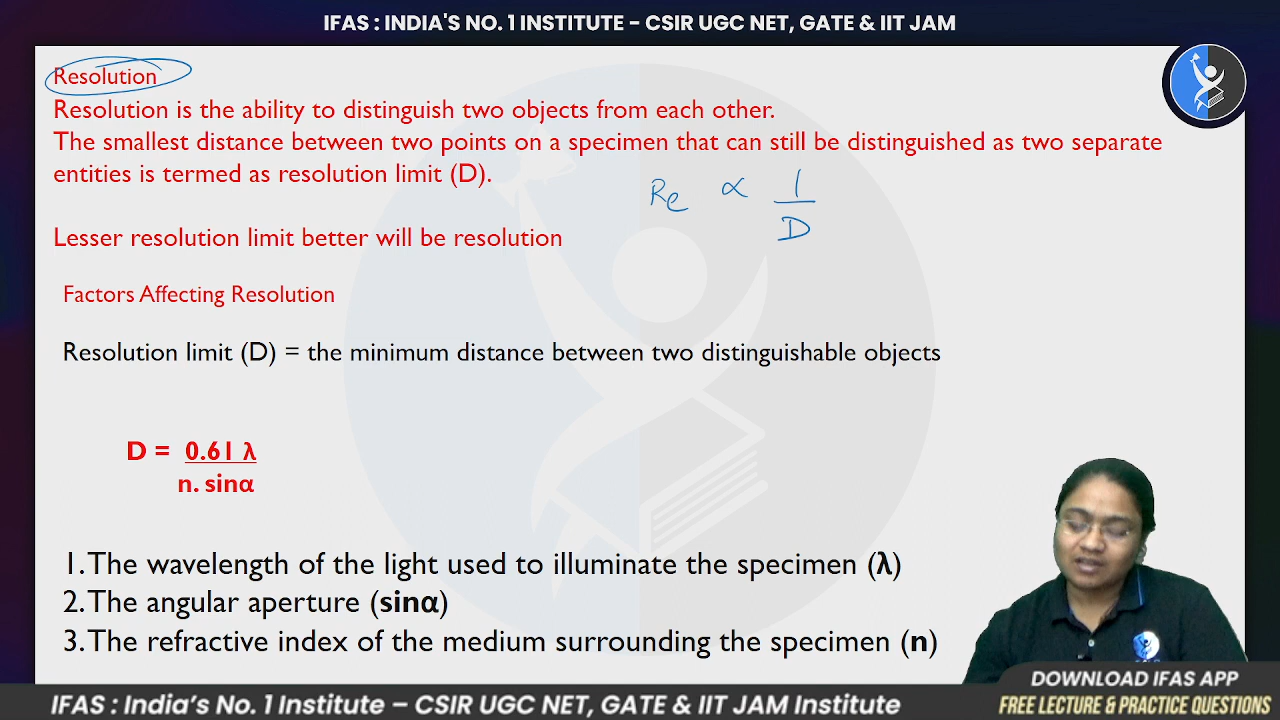 IFAS : INDIA'S NO. 1 INSTITUTE – CSIR UGC NET, GATE & IIT JAM
Resolution
Resolution is the ability to distinguish two objects from each other.
The smallest distance between two points on a specimen that can still be distinguished as two separate
entities is termed as resolution limit (D).
Re ∝ 1
D
Lesser resolution limit better will be resolution
Factors Affecting Resolution
Resolution limit (D) = the minimum distance between two distinguishable objects
D = 0.61 λ
n. sinα
1.The wavelength of the light used to illuminate the specimen (λ)
2.The angular aperture (sinα)
3.The refractive index of the medium surrounding the specimen (n)
DOWNLOAD IFAS APP
FREE LECTURE & PRACTICE QUESTIONS
IFAS : India's No. 1 Institute – CSIR UGC NET, GATE & IIT JAM Institute